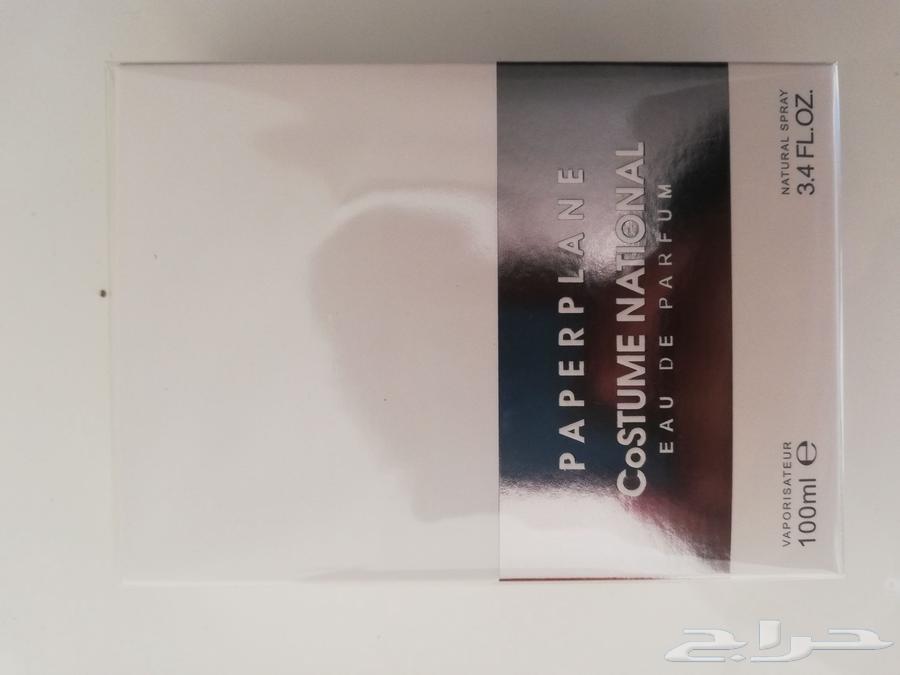 PAPERPLANE
CoSTUME NATIONAL
EAU DE PARFUM
VAPORISATEUR
100ml e
NATURAL SPRAY
3.4 FL.OZ.
حراج